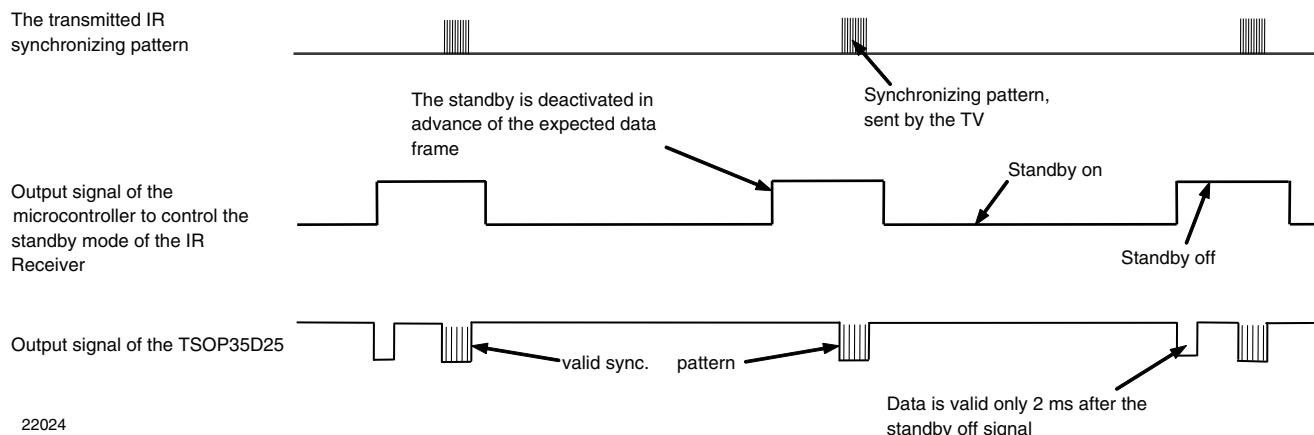 The transmitted IR
synchronizing pattern
Synchronizing pattern,
sent by the TV
The standby is deactivated in
advance of the expected data
frame
Output signal of the
microcontroller to control the
standby mode of the IR
Receiver
Standby on
Standby off
Output signal of the TSOP35D25
valid sync. pattern
Data is valid only 2 ms after the
standby off signal
22024